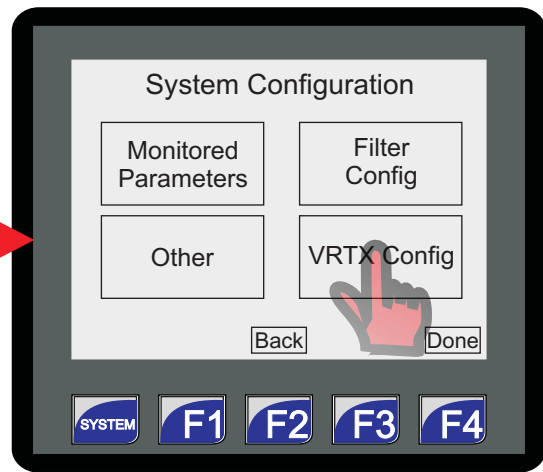 System Configuration
Monitored
Parameters
Filter
Config
Other
VRTX Config
Back
Done
SYSTEM
F1
F2
F3
F4